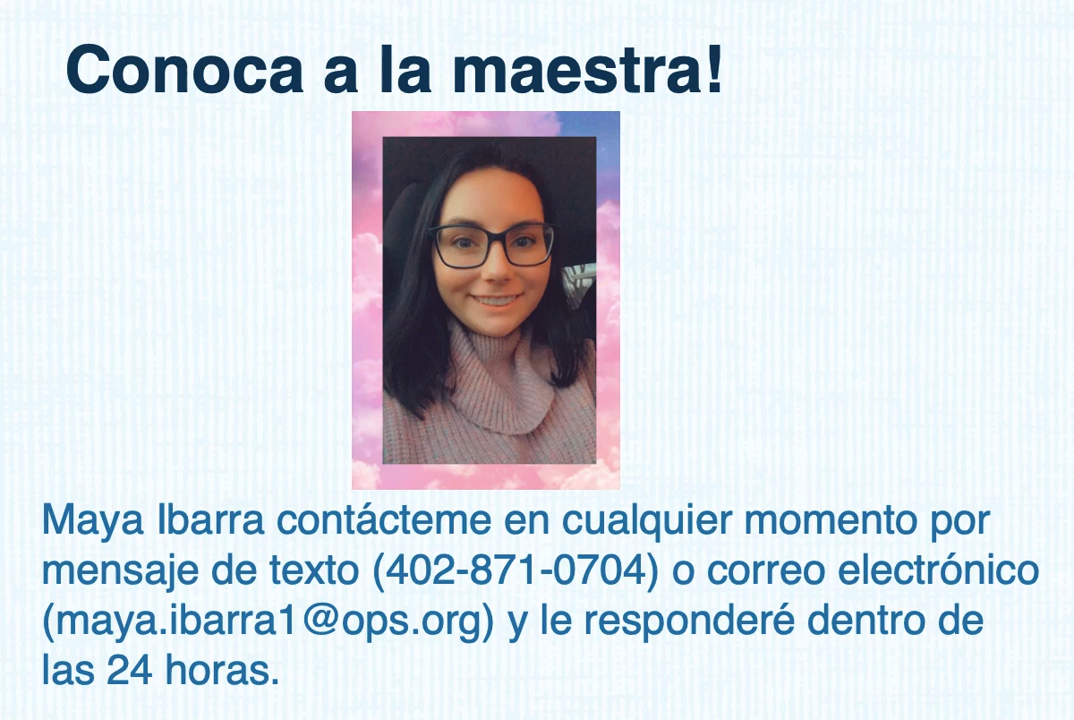 Conoca a la maestra!
Maya Ibarra contácteme en cualquier momento por
mensaje de texto (402-871-0704) o correo electrónico
(maya.ibarra1@ops.org) y le responderé dentro de
las 24 horas.